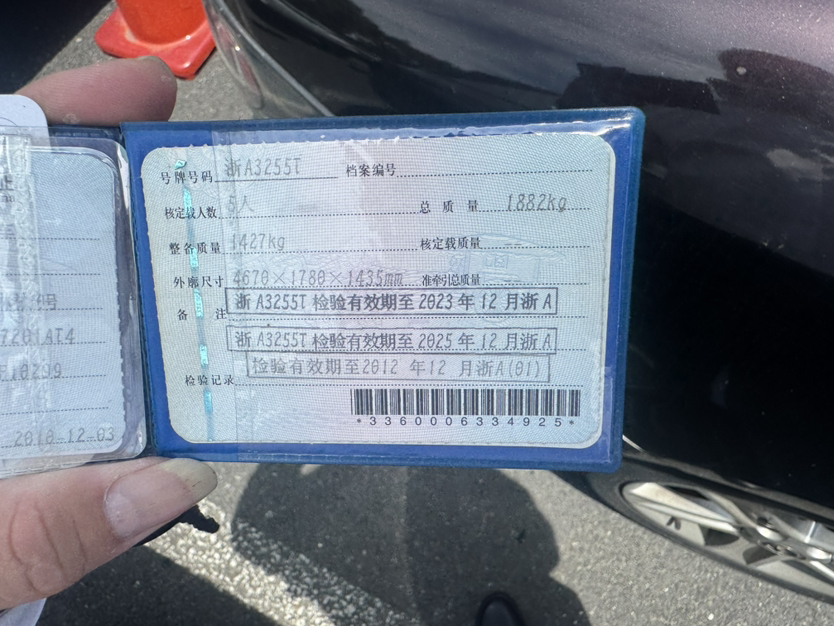 号牌号码 浙A3255T 档案编号
核定载人数 5人 总质量 1882kg
整备质量 1427kg 核定载质量 --
外廓尺寸 4670×1780×1435mm 准牵引总质量
备注 浙A3255T 检验有效期至2023年12月浙A
浙A3255T 检验有效期至2025年12月浙A
检验有效期至2012年12月浙A(01)
检验记录
*3360006334925*
7201AT4
2010-12-03